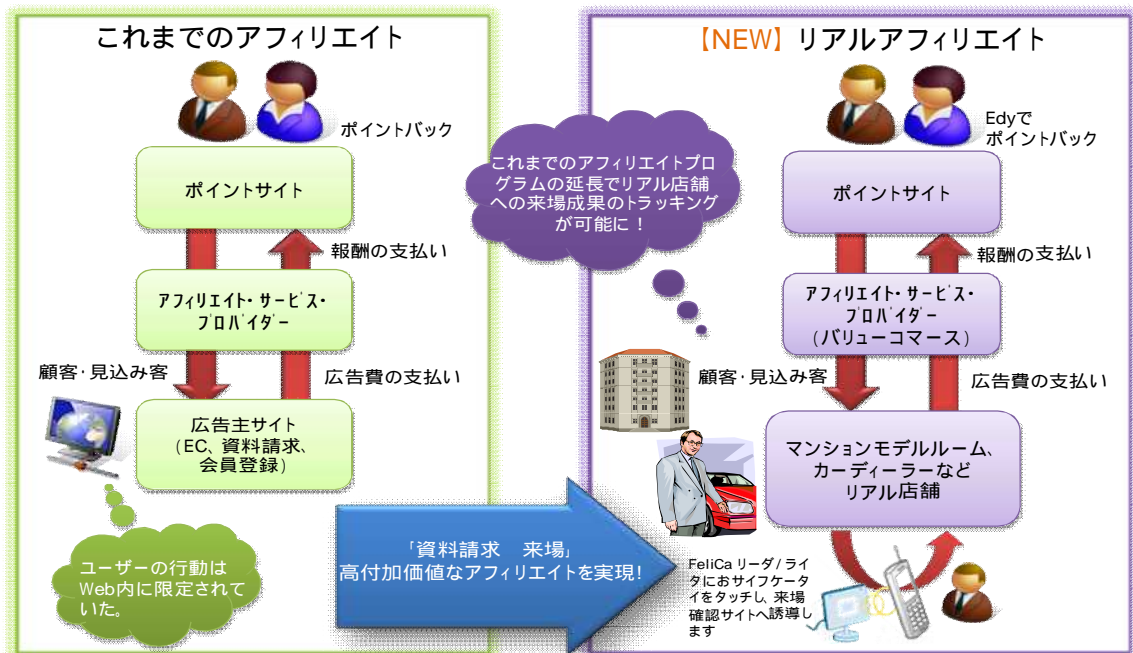 これまでのアフィリエイト
ポイントバック
ポイントサイト
報酬の支払い
アフィリエイト・サービス・
プロバイダー
顧客・見込み客
広告費の支払い
広告主サイト
(EC、資料請求、
会員登録)
ユーザーの行動は
Web内に限定されて
いた。
これまでのアフィリエイトプロ
グラムの延長でリアル店舗
への来場成果のトラッキング
が可能に！
「資料請求　来場」
高付加価値なアフィリエイトを実現!
【NEW】リアルアフィリエイト
Edyで
ポイントバック
ポイントサイト
報酬の支払い
アフィリエイト・サービス・
プロバイダー
(バリューコマース)
顧客・見込み客
広告費の支払い
マンションモデルルーム、
カーディーラーなど
リアル店舗
FeliCa リーダ/ライ
タにおサイフケータ
イをタッチし、来場
確認サイトへ誘導し
ます